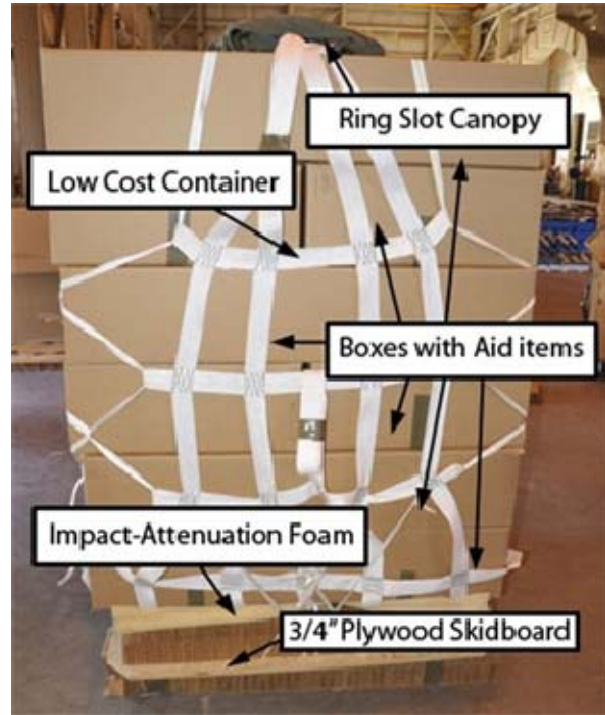 Ring Slot Canopy
Low Cost Container
Boxes with Aid items
Impact-Attenuation Foam
3/4" Plywood Skidboard